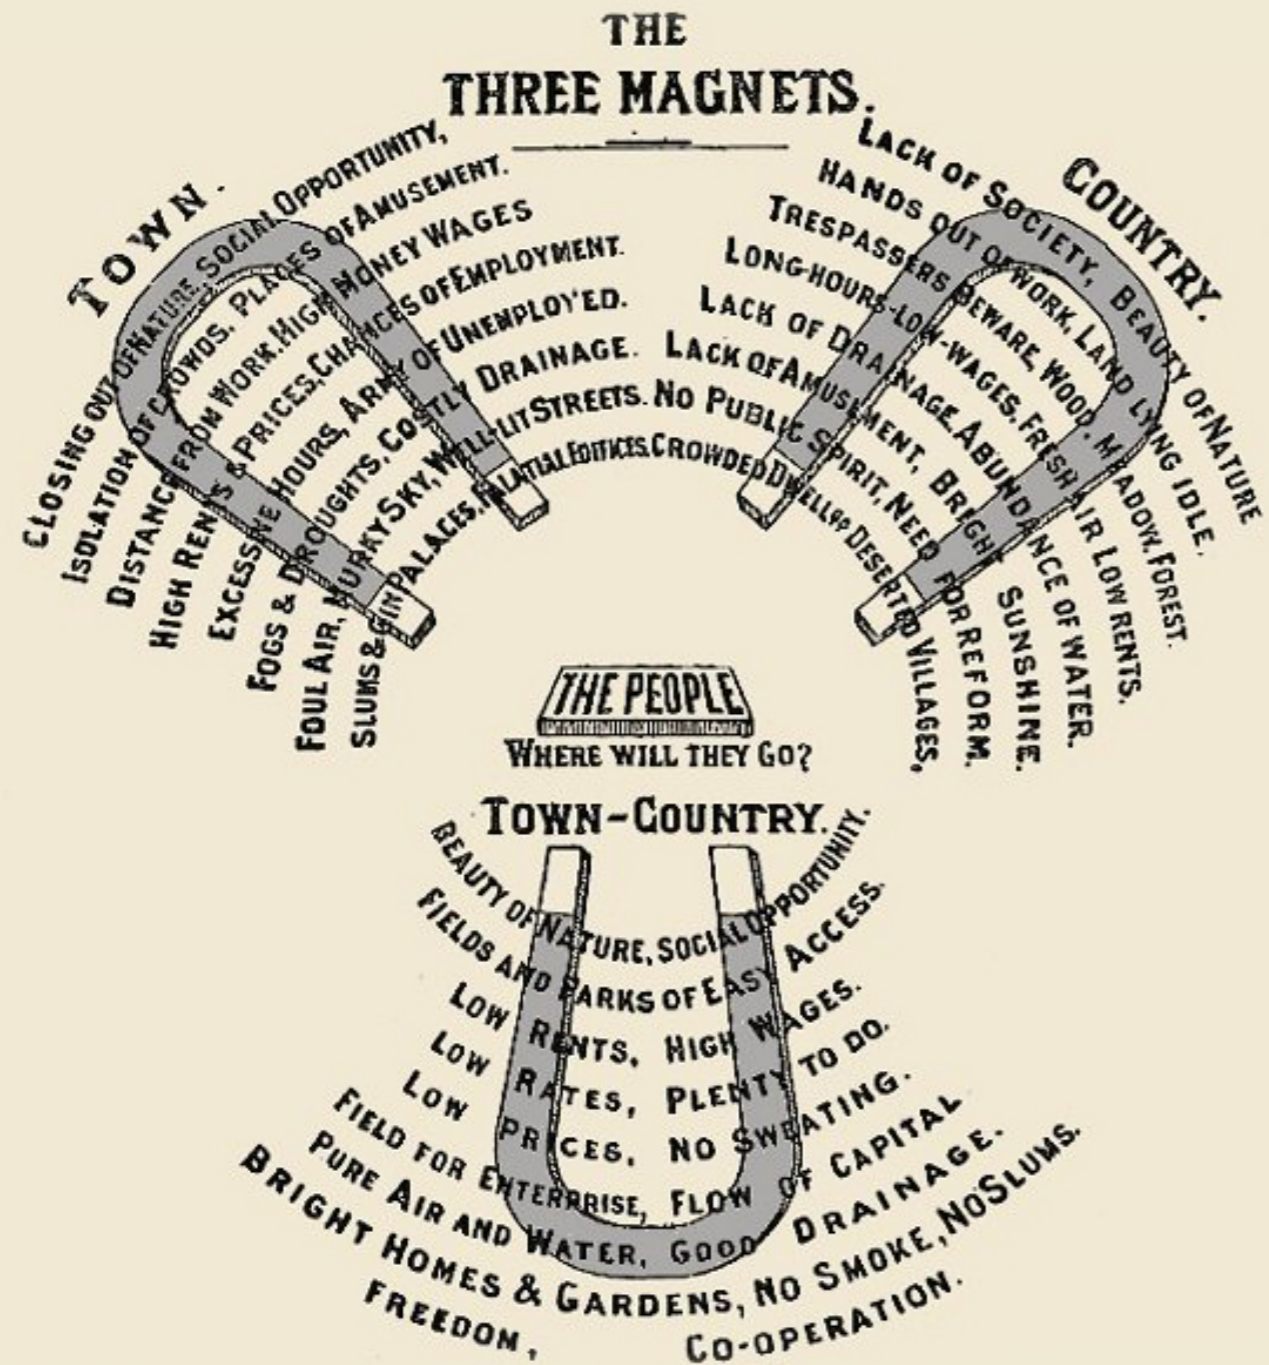 THE
THREE MAGNETS.
TOWN.
CLOSING OUT OF NATURE. SOCIAL OPPORTUNITY,
ISOLATION OF CROWDS. PLACES OF AMUSEMENT.
DISTANCE FROM WORK. HIGH MONEY WAGES
HIGH RENTS & PRICES, CHANCES OF EMPLOYMENT.
EXCESSIVE HOURS, ARMY OF UNEMPLOYED.
FOGS & DROUGHTS. COSTLY DRAINAGE.
FOUL AIR, MURKY SKY, WELL-LIT STREETS.
SLUMS & GIN PALACES, PALATIAL EDIFICES.
COUNTRY.
LACK OF SOCIETY, BEAUTY OF NATURE
HANDS OUT OF WORK, LAND LYING IDLE.
TRESPASSERS BEWARE, WOOD. MEADOW, FOREST.
LONG-HOURS-LOW-WAGES, FRESH AIR LOW RENTS.
LACK OF DRAINAGE, ABUNDANCE OF WATER.
LACK OF AMUSEMENT, BRIGHT SUNSHINE.
NO PUBLIC SPIRIT, NEED FOR REFORM.
CROWDED DWELLGS DESERTED VILLAGES,
THE PEOPLE
WHERE WILL THEY GO?
TOWN-COUNTRY.
BEAUTY OF NATURE, SOCIAL OPPORTUNITY.
FIELDS AND PARKS OF EASY ACCESS.
LOW RENTS, HIGH WAGES.
LOW RATES, PLENTY TO DO.
LOW PRICES, NO SWEATING.
FIELD FOR ENTERPRISE, FLOW OF CAPITAL
PURE AIR AND WATER, GOOD DRAINAGE.
BRIGHT HOMES & GARDENS, NO SMOKE, NO SLUMS.
FREEDOM, CO-OPERATION.